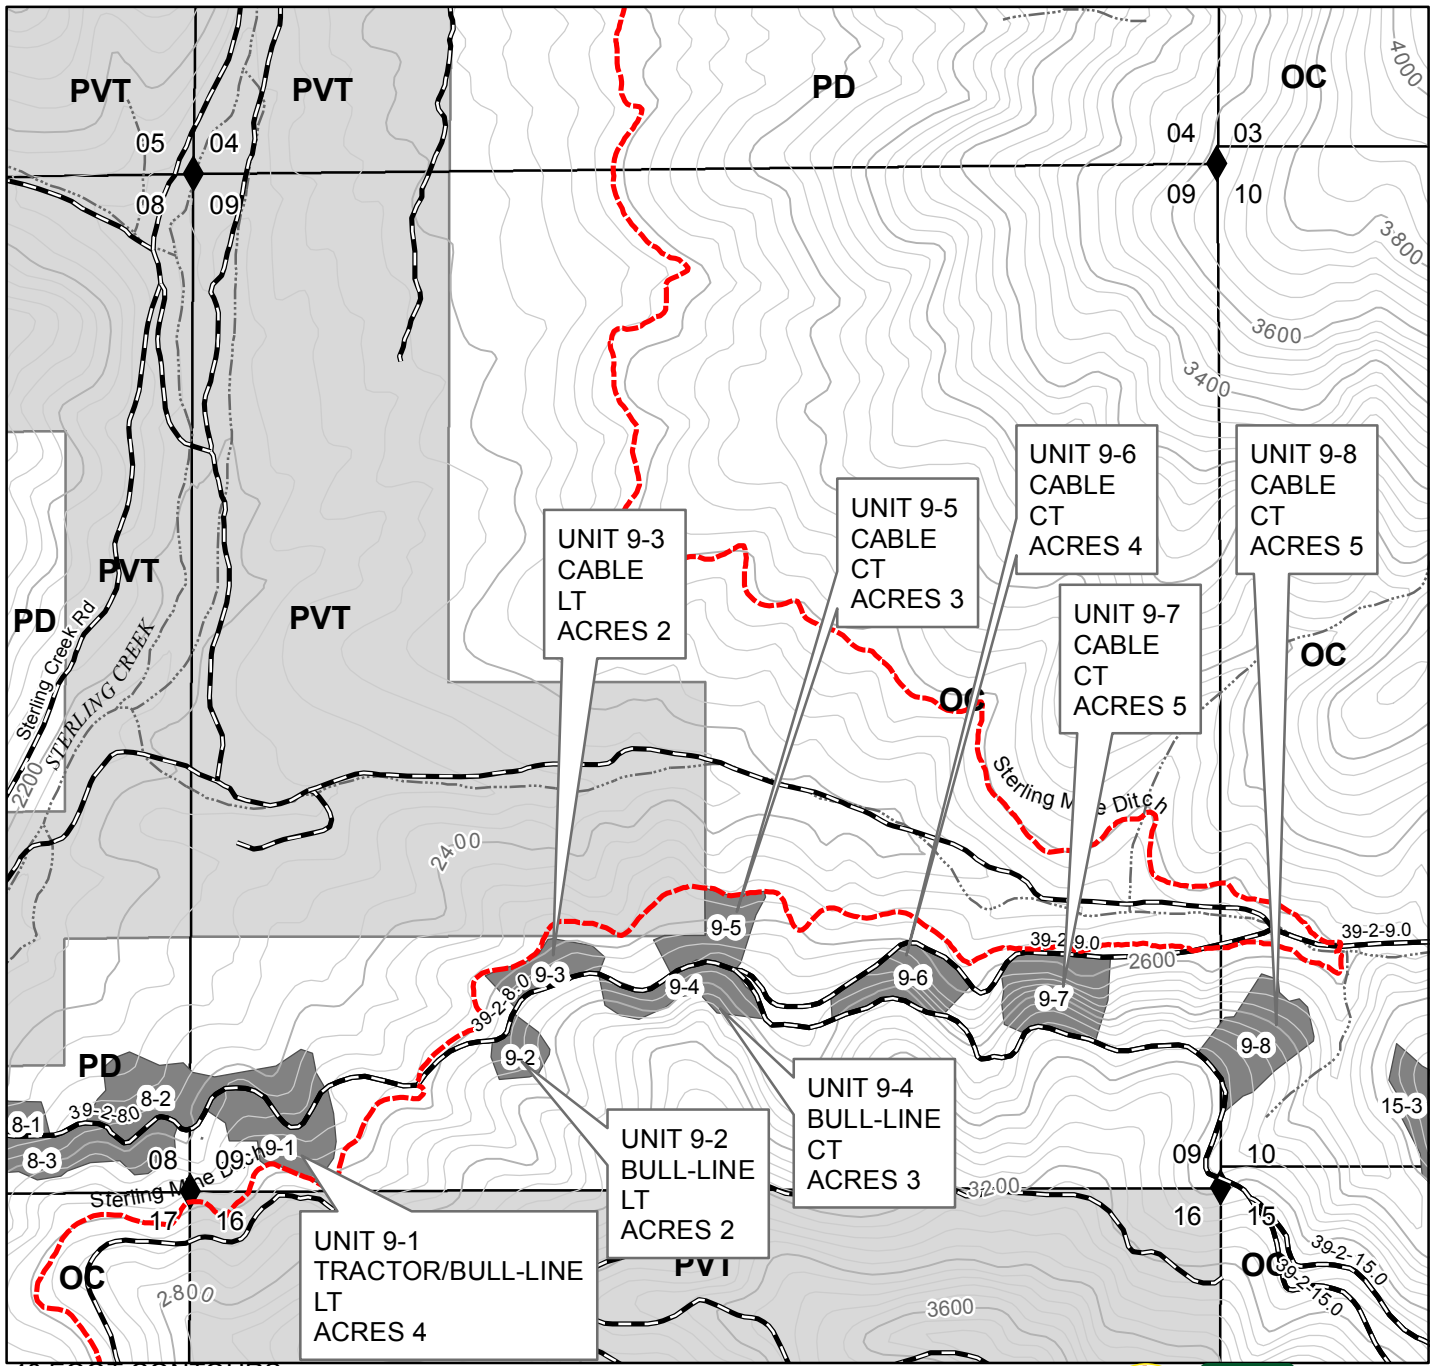 PVT
PVT
PD
OC
4000
05
04
04
03
08
09
09
10
3800
3600
3400
UNIT 9-6
CABLE
CT
ACRES 4
UNIT 9-8
CABLE
CT
ACRES 5
UNIT 9-5
CABLE
CT
ACRES 3
UNIT 9-3
CABLE
LT
ACRES 2
PVT
PD
PVT
Sterling Creek Rd
STERLING CREEK
2200
UNIT 9-7
CABLE
CT
ACRES 5
OC
OC
Sterling Mine Ditch
2400
9-5
39-2-9.0
39-2-9.0
2600
9-3
39-2-8.0
9-4
9-6
9-7
9-2
9-8
PD
8-2
8-1
39-2-8.0
8-3
08
09
9-1
15-3
Sterling Mine Ditch
UNIT 9-4
BULL-LINE
CT
ACRES 3
UNIT 9-2
BULL-LINE
LT
ACRES 2
09
10
3200
17
16
16
15
UNIT 9-1
TRACTOR/BULL-LINE
LT
ACRES 4
OC
2800
PVT
OC
39-2-15.0
39-2-15.0
3600